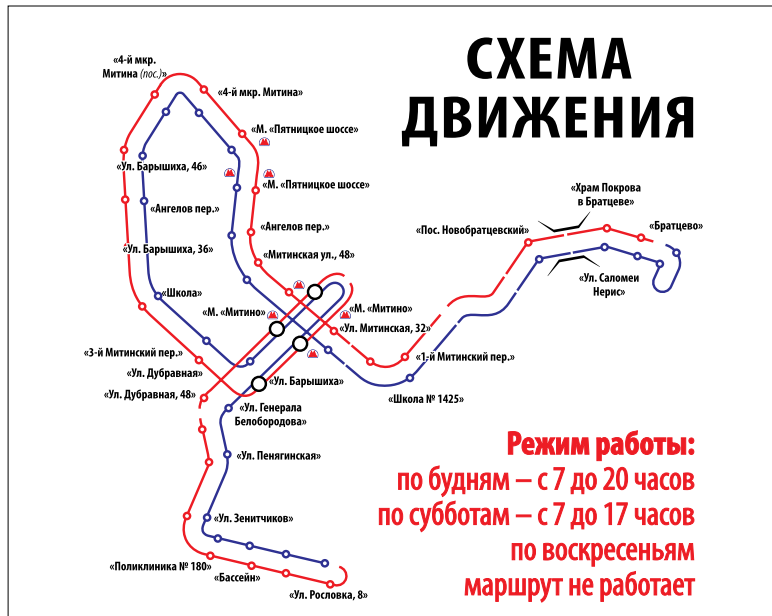 СХЕМА
ДВИЖЕНИЯ
«4-й мкр.
Митина (пос.)»
«4-й мкр. Митина»
«М. «Пятницкое шоссе»
«Ул. Барышиха, 46»
«М. «Пятницкое шоссе»
«Ангелов пер.»
«Ангелов пер.»
«Ул. Барышиха, 36»
«Митинская ул., 48»
«Школа»
«М. «Митино»
«М. «Митино»
«Ул. Митинская, 32»
«3-й Митинский пер.»
«1-й Митинский пер.»
«Ул. Дубравная»
«Ул. Барышиха»
«Ул. Дубравная, 48»
«Школа № 1425»
«Ул. Генерала
Белобородова»
«Ул. Пенягинская»
«Ул. Зенитчиков»
«Поликлиника № 180»
«Бассейн»
«Ул. Рословка, 8»
«Храм Покрова
в Братцеве»
«Пос. Новобратцевский»
«Братцево»
«Ул. Саломеи
Нерис»
Режим работы:
по будням – с 7 до 20 часов
по субботам – с 7 до 17 часов
по воскресеньям
маршрут не работает